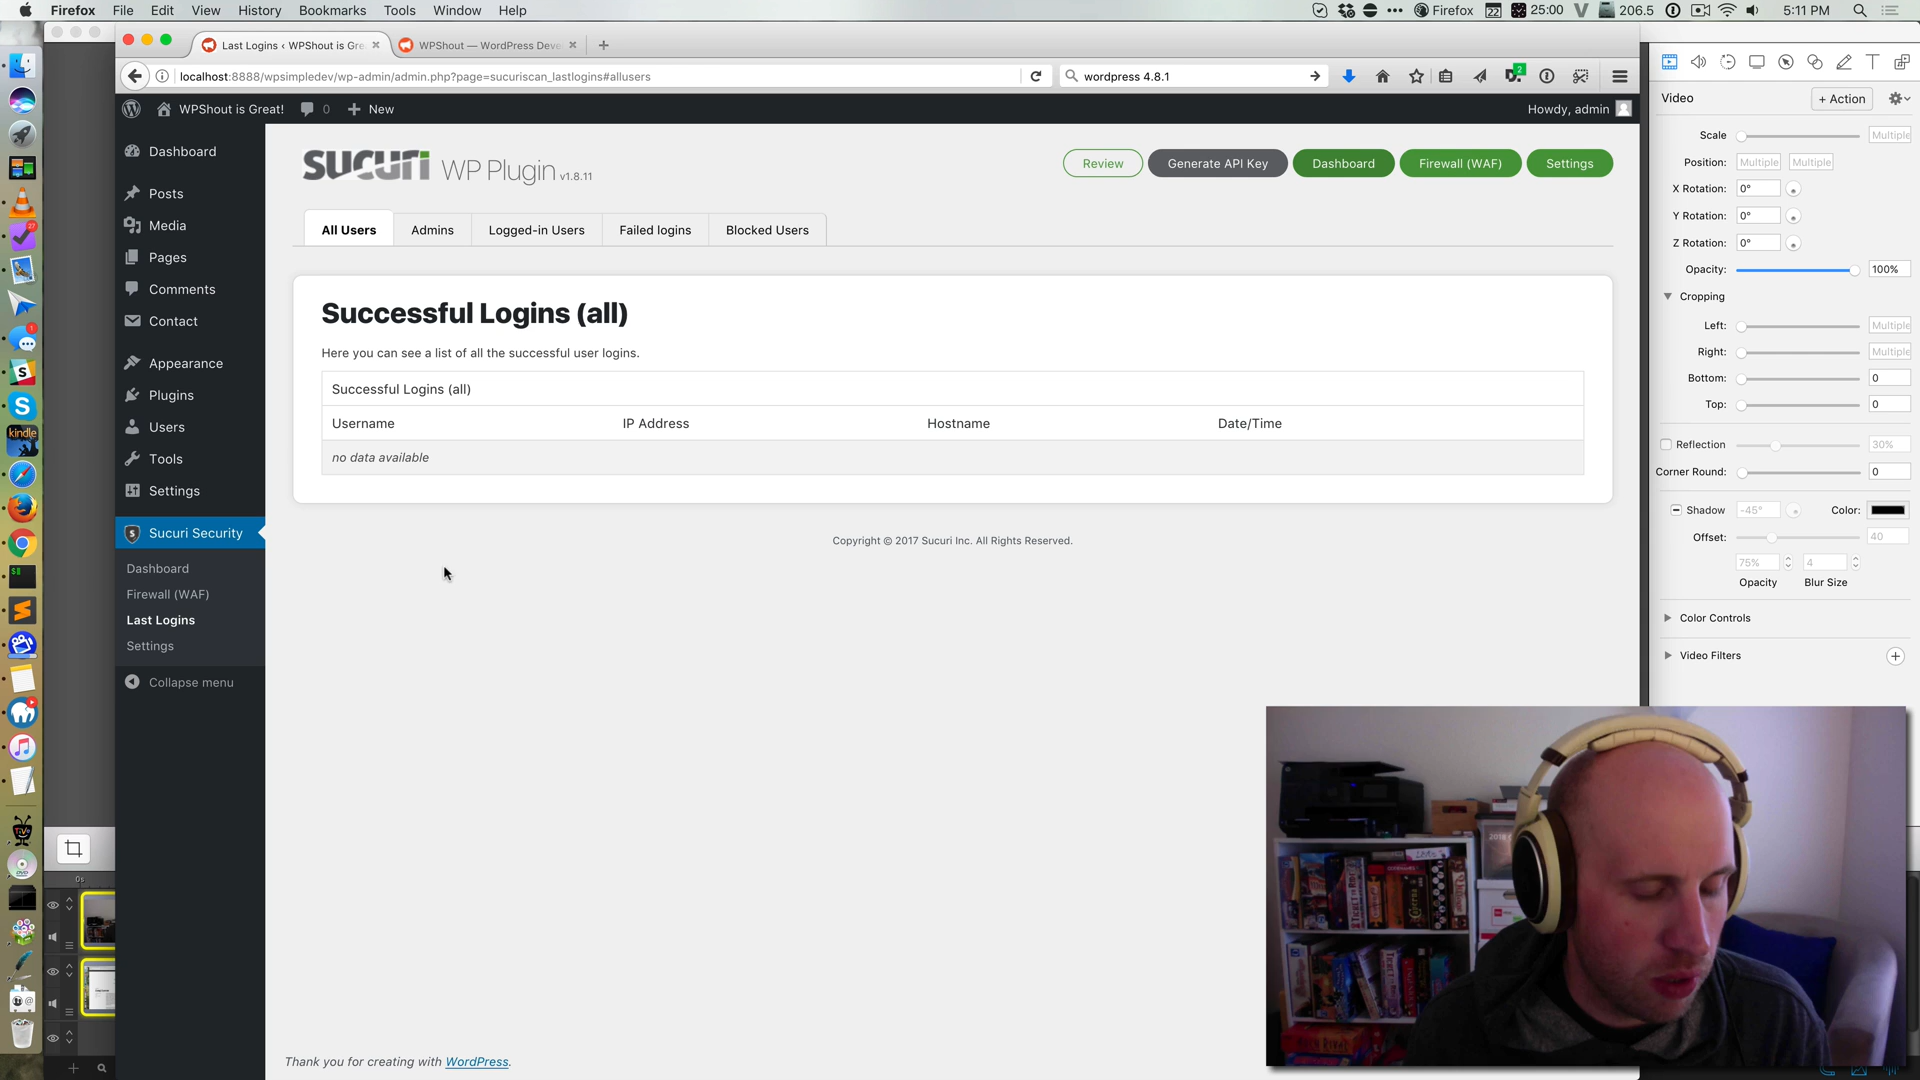 Firefox File Edit View History Bookmarks Tools Window Help
Firefox 22 25:00 206.5 5:11 PM
Last Logins ‹ WPShout is Gre
WPShout — WordPress Deve
localhost:8888/wpsimpledev/wp-admin/admin.php?page=sucuriscan_lastlogins#allusers
wordpress 4.8.1
2
WPShout is Great! 0 New
Howdy, admin
Dashboard
Posts
Media
Pages
Comments
Contact
Appearance
Plugins
Users
Tools
Settings
Sucuri Security
Dashboard
Firewall (WAF)
Last Logins
Settings
Collapse menu
SUCURI WP Plugin v1.8.11
Review
Generate API Key
Dashboard
Firewall (WAF)
Settings
All Users
Admins
Logged-in Users
Failed logins
Blocked Users
Successful Logins (all)
Here you can see a list of all the successful user logins.
Successful Logins (all)
Username IP Address Hostname Date/Time
no data available
Copyright © 2017 Sucuri Inc. All Rights Reserved.
Thank you for creating with WordPress.
Video
+ Action
Scale Multiple
Position: Multiple Multiple
X Rotation: 0°
Y Rotation: 0°
Z Rotation: 0°
Opacity: 100%
Cropping
Left: Multiple
Right: Multiple
Bottom: 0
Top: 0
Reflection 30%
Corner Round: 0
Shadow -45° Color:
Offset: 40
75% 4
Opacity Blur Size
Color Controls
Video Filters
kindle
TiVo
0s